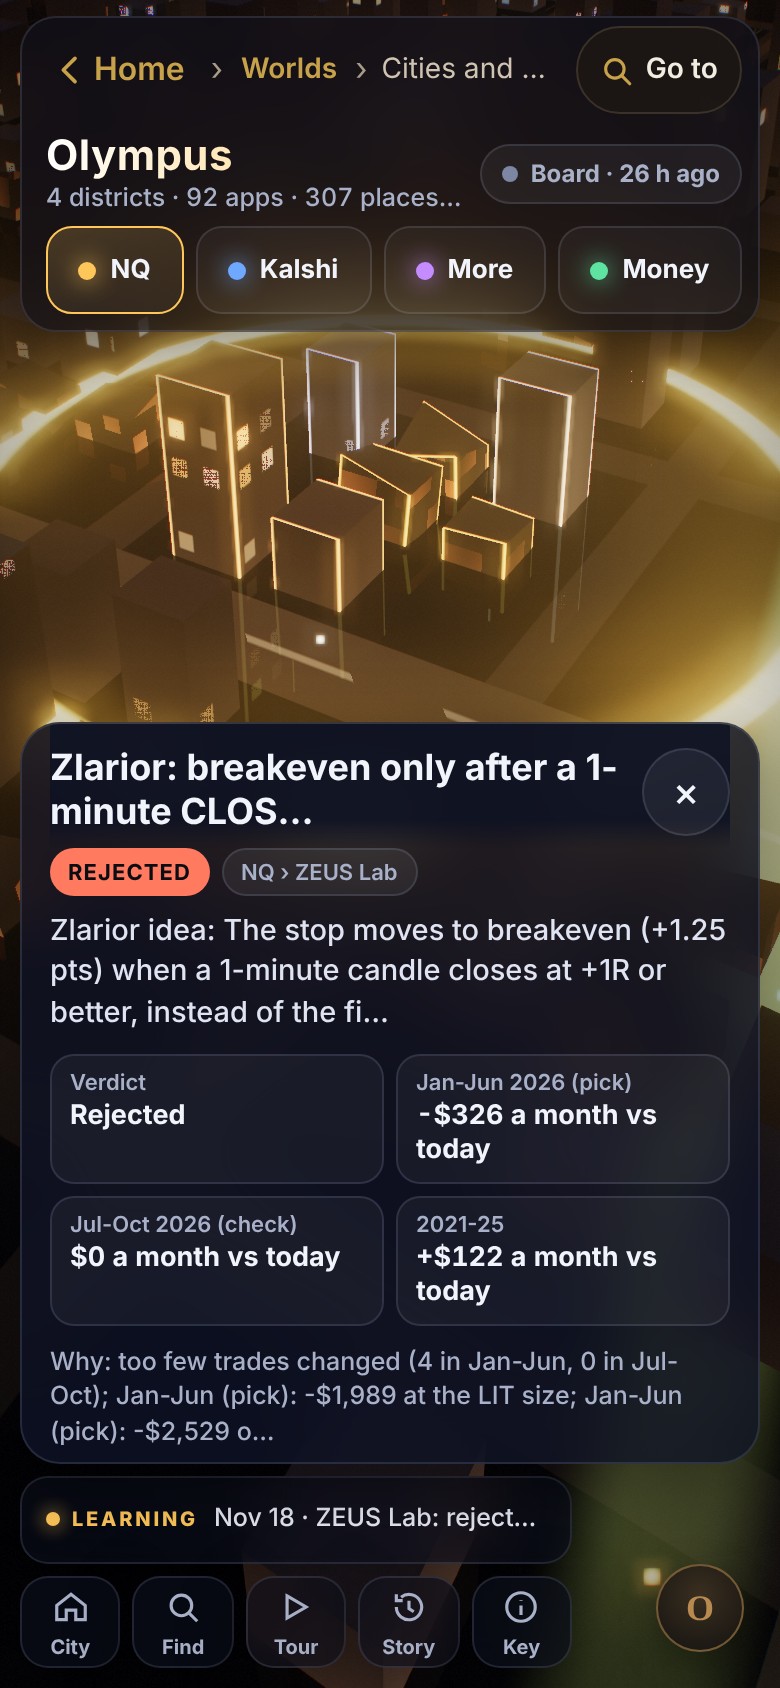 Home › Worlds › Cities and ...
Go to
Olympus
4 districts · 92 apps · 307 places...
Board · 26 h ago
NQ
Kalshi
More
Money
Zlarior: breakeven only after a 1-
minute CLOS...
×
REJECTED
NQ › ZEUS Lab
Zlarior idea: The stop moves to breakeven (+1.25
pts) when a 1-minute candle closes at +1R or
better, instead of the fi...
Verdict
Rejected
Jan-Jun 2026 (pick)
-$326 a month vs
today
Jul-Oct 2026 (check)
$0 a month vs today
2021-25
+$122 a month vs
today
Why: too few trades changed (4 in Jan-Jun, 0 in Jul-
Oct); Jan-Jun (pick): -$1,989 at the LIT size; Jan-Jun
(pick): -$2,529 o...
LEARNING Nov 18 · ZEUS Lab: reject...
City
Find
Tour
Story
Key
O